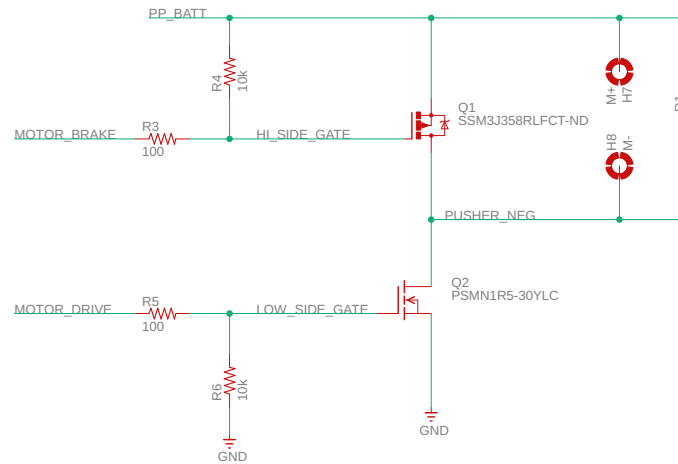 PP_BATT
R4
10k
M+
H7
Q1
SSM3J358RLFCT-ND
MOTOR_BRAKE
R3
100
HI_SIDE_GATE
H8
M-
PUSHER_NEG
Q2
PSMN1R5-30YLC
MOTOR_DRIVE
R5
100
LOW_SIDE_GATE
R6
10k
GND
GND